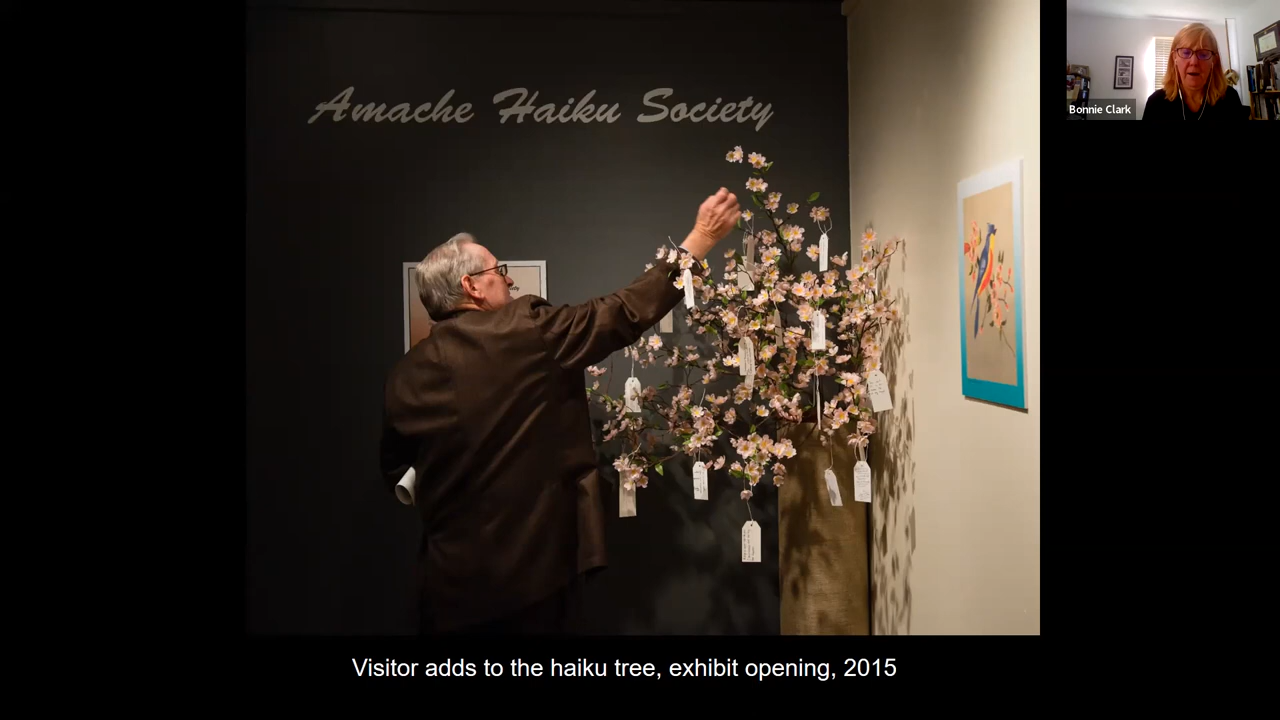 Amache Haiku Society
Bonnie Clark
Visitor adds to the haiku tree, exhibit opening, 2015